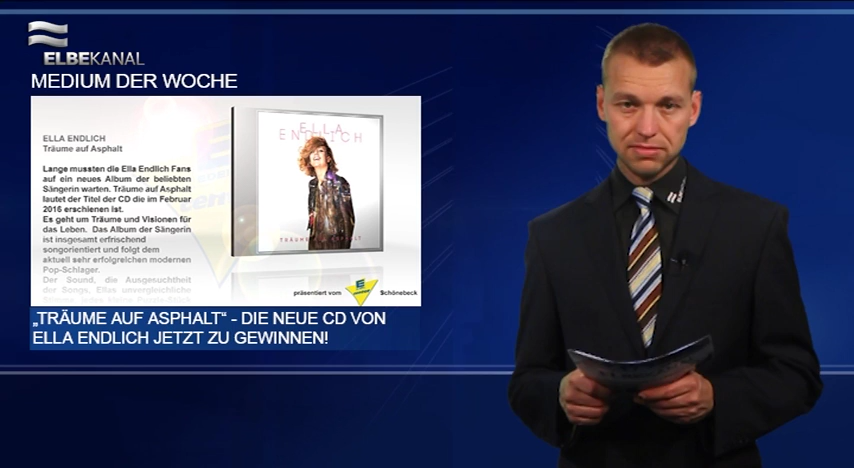 ELBEKANAL
MEDIUM DER WOCHE
ELLA ENDLICH
Träume auf Asphalt
Lange mussten die Ella Endlich Fans
auf ein neues Album der beliebten
Sängerin warten. Träume auf Asphalt
lautet der Titel der CD die im Februar
2016 erschienen ist.
Es geht um Träume und Visionen für
das Leben. Das Album der Sängerin
ist insgesamt erfrischend
songorientiert und folgt dem
aktuell sehr erfolgreichen modernen
Pop-Schlager.
Der Sound, die Ausgesuchtheit
der Songs, Ellas unvergleichliche
ELLA
ENDLICH
präsentiert vom
E
Schönebeck
„TRÄUME AUF ASPHALT“ - DIE NEUE CD VON
ELLA ENDLICH JETZT ZU GEWINNEN!